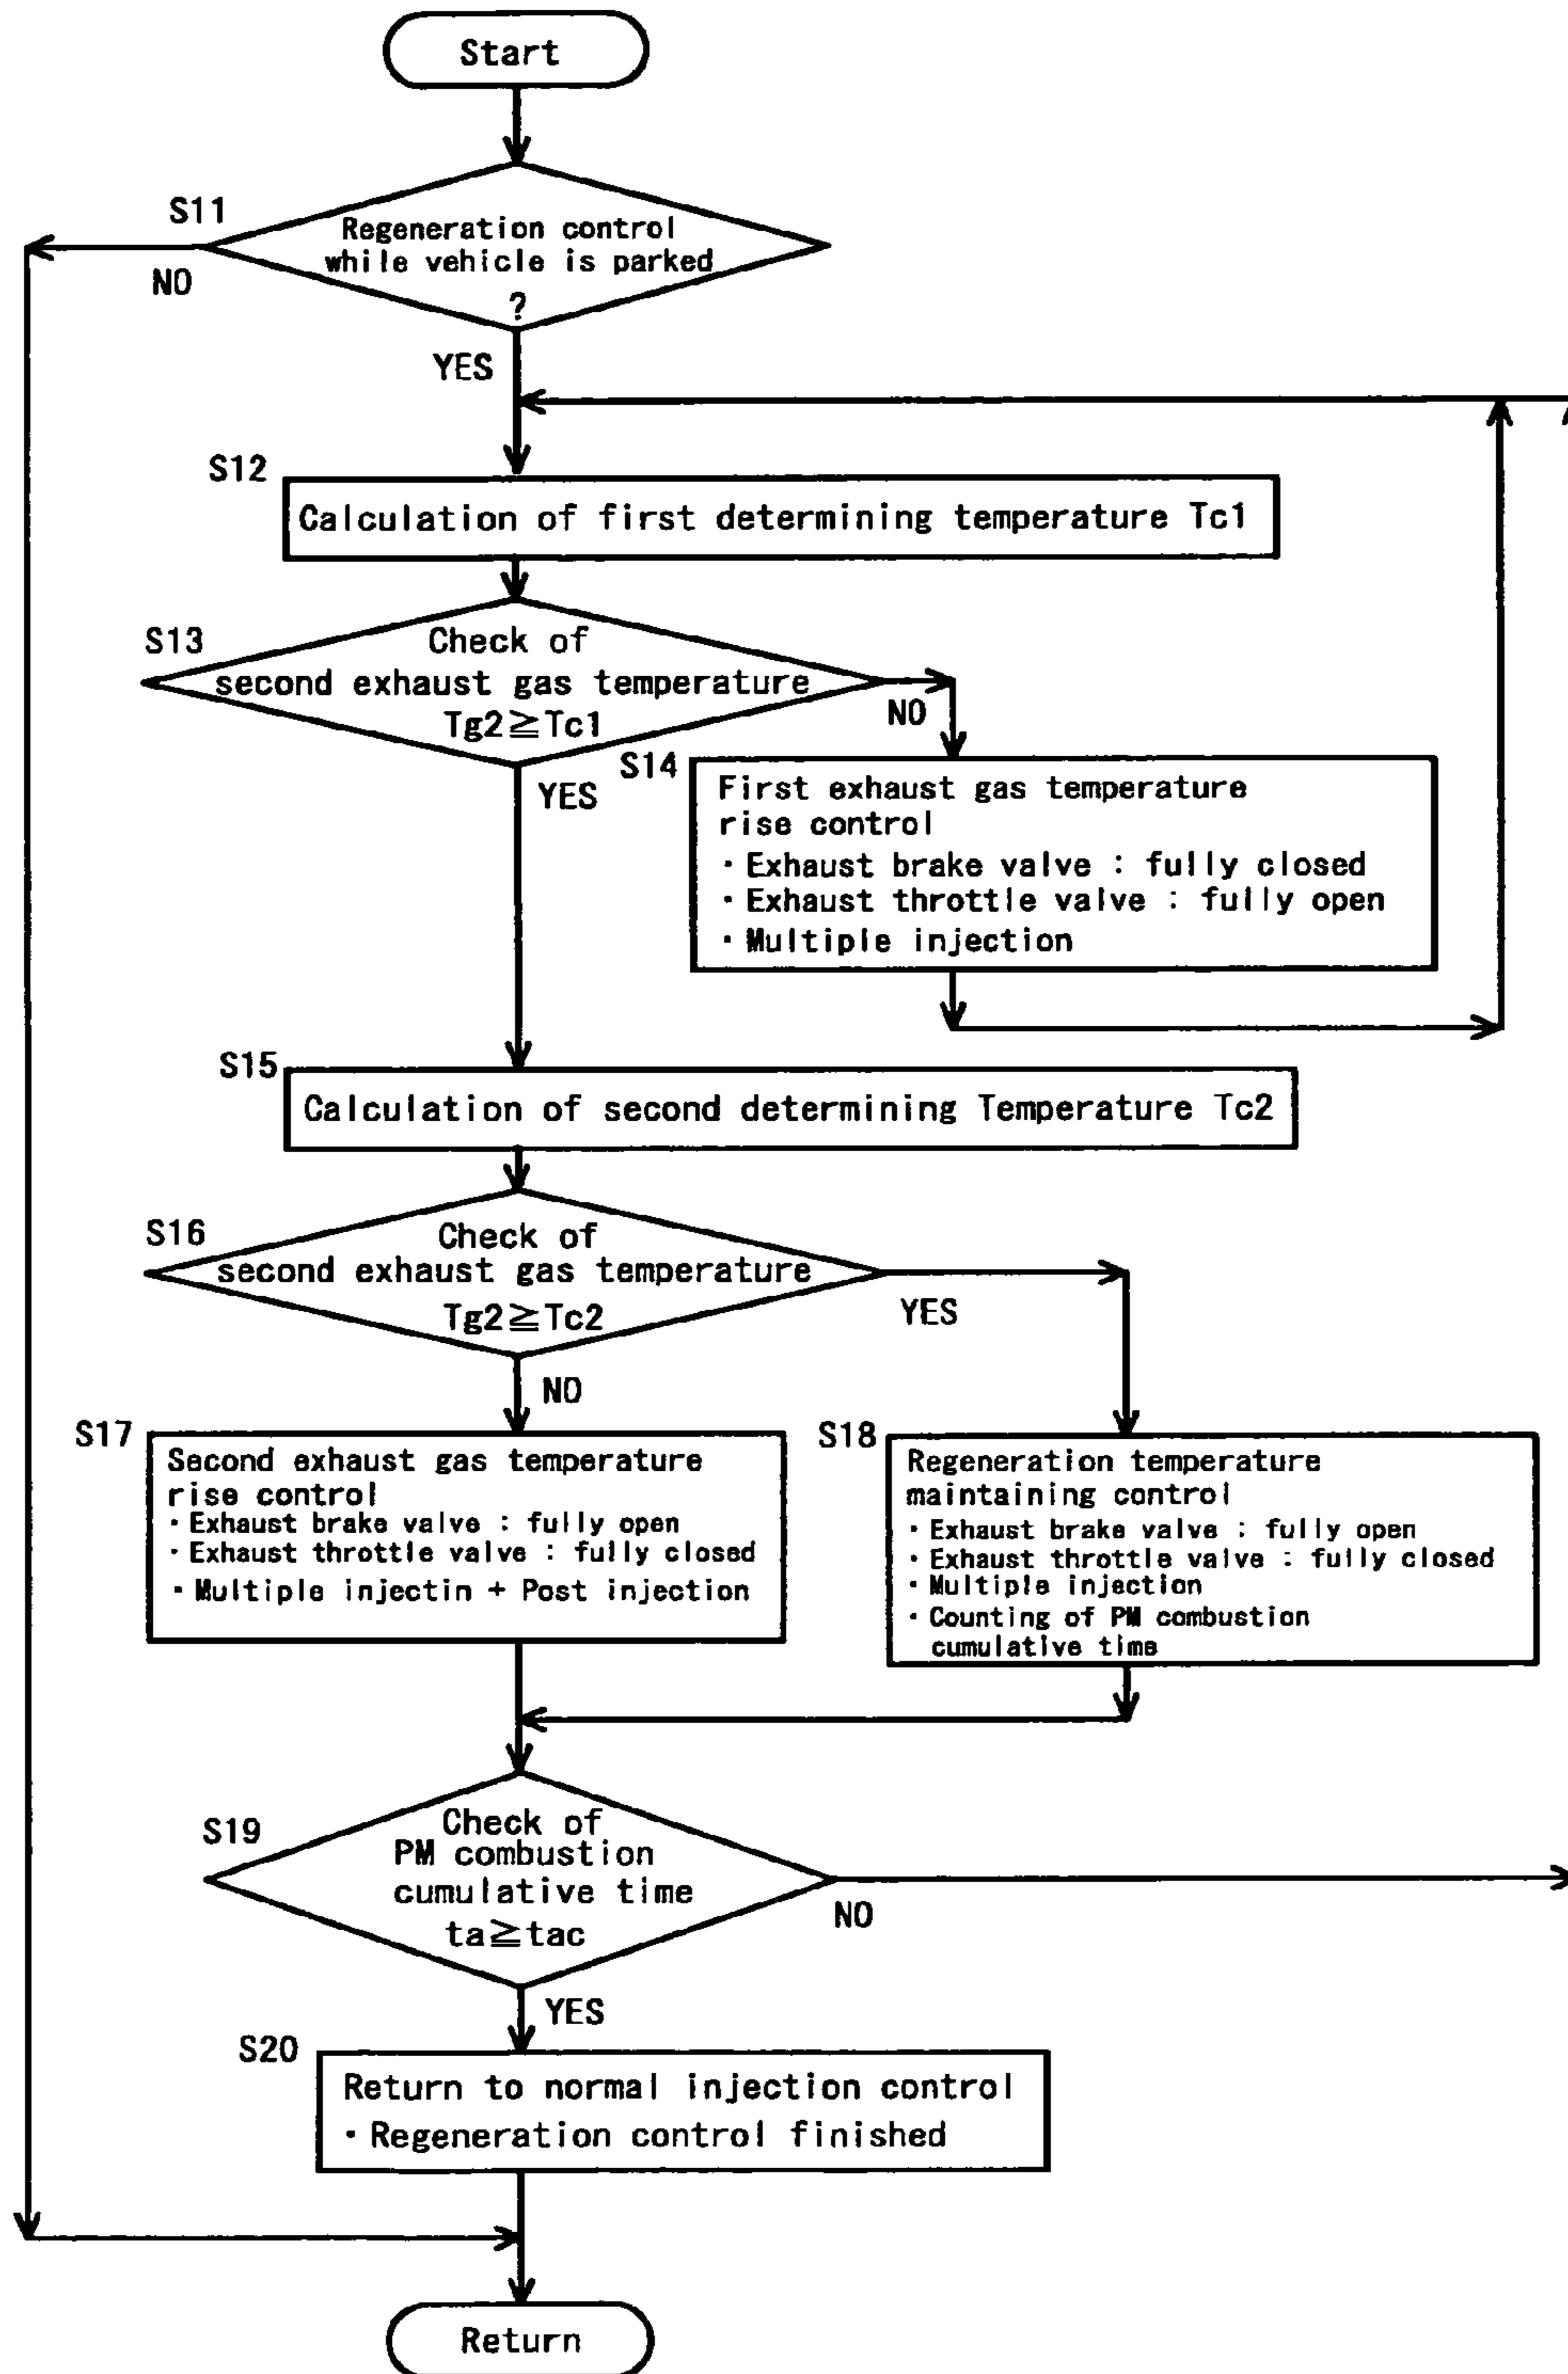 Start
S11
Regeneration control
while vehicle is parked
?
NO
YES
S12
Calculation of first determining temperature Tc1
S13
Check of
second exhaust gas temperature
Tg2≧Tc1
NO
YES
S14
First exhaust gas temperature
rise control
・Exhaust brake valve : fully closed
・Exhaust throttle valve : fully open
・Multiple injection
S15
Calculation of second determining Temperature Tc2
S16
Check of
second exhaust gas temperature
Tg2≧Tc2
YES
NO
S17
Second exhaust gas temperature
rise control
・Exhaust brake valve : fully open
・Exhaust throttle valve : fully closed
・Multiple injectin + Post injection
S18
Regeneration temperature
maintaining control
・Exhaust brake valve : fully open
・Exhaust throttle valve : fully closed
・Multiple injection
・Counting of PM combustion
cumulative time
S19
Check of
PM combustion
cumulative time
ta≧tac
NO
YES
S20
Return to normal injection control
・Regeneration control finished
Return